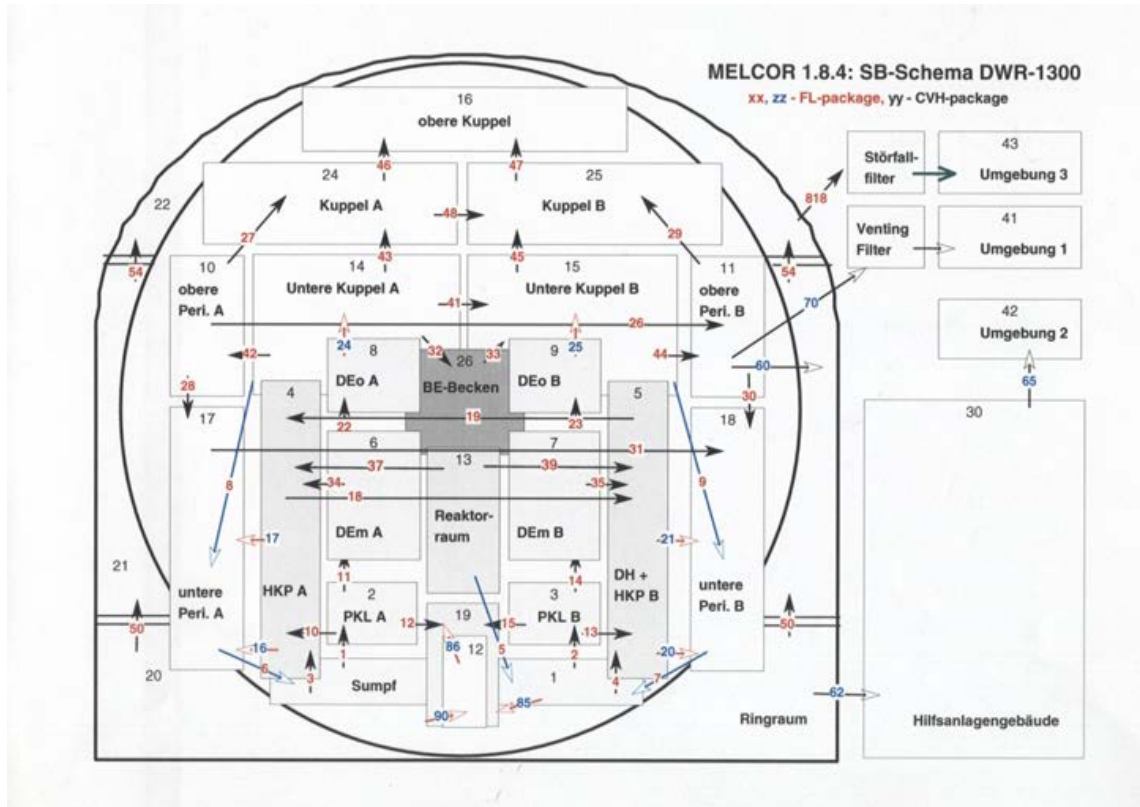 MELCOR 1.8.4: SB-Schema DWR-1300
xx, zz - FL-package, yy - CVH-package
16
obere Kuppel
46
47
24
Kuppel A
25
Kuppel B
48
22
27
29
43
45
54
54
818
Störfall-
filter
43
Umgebung 3
Venting
Filter
41
Umgebung 1
42
Umgebung 2
10
obere
Peri. A
14
Untere Kuppel A
15
Untere Kuppel B
11
obere
Peri. B
41
26
70
42
24
8
DEo A
32
33
26
BE-Becken
9
DEo B
25
44
60
65
28
30
17
4
22
19
23
5
18
30
6
13
7
31
37
39
34
35
18
8
9
DEm A
Reaktor-
raum
DEm B
17
21
21
11
14
untere
Peri. A
HKP A
2
PKL A
3
PKL B
DH +
HKP B
untere
Peri. B
50
50
10
12
19
15
13
16
1
86
12
5
2
20
6
3
4
7
20
Sumpf
1
85
90
62
Ringraum
Hilfsanlagengebäude